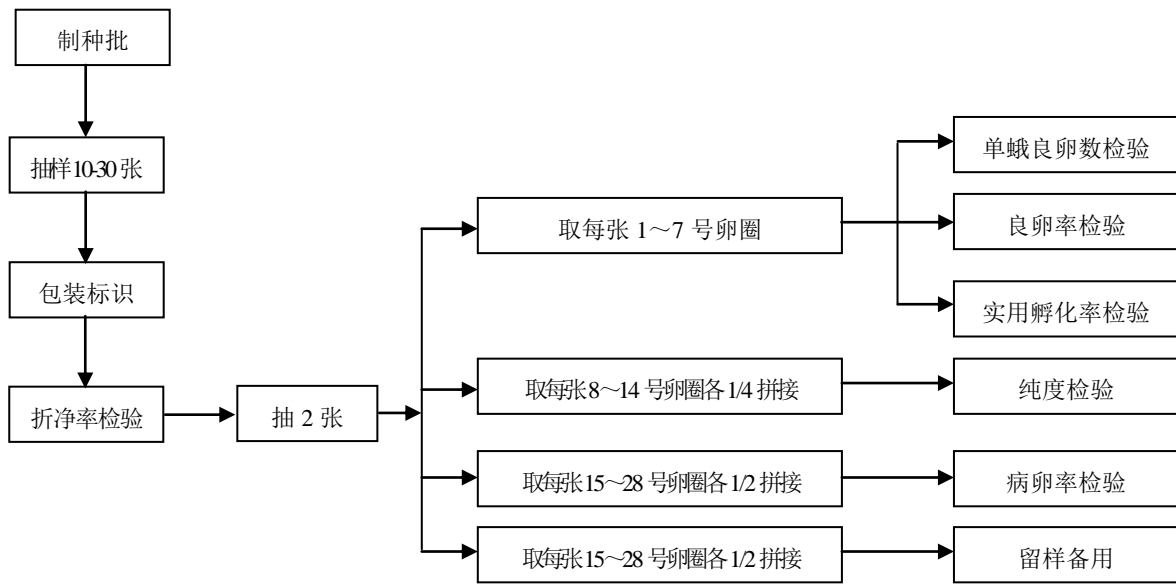 制种批
抽样10-30张
包装标识
折净率检验
抽 2 张
取每张 1～7 号卵圈
单蛾良卵数检验
良卵率检验
实用孵化率检验
取每张8～14 号卵圈各1/4 拼接
纯度检验
取每张15～28 号卵圈各1/2 拼接
病卵率检验
取每张15～28 号卵圈各1/2 拼接
留样备用